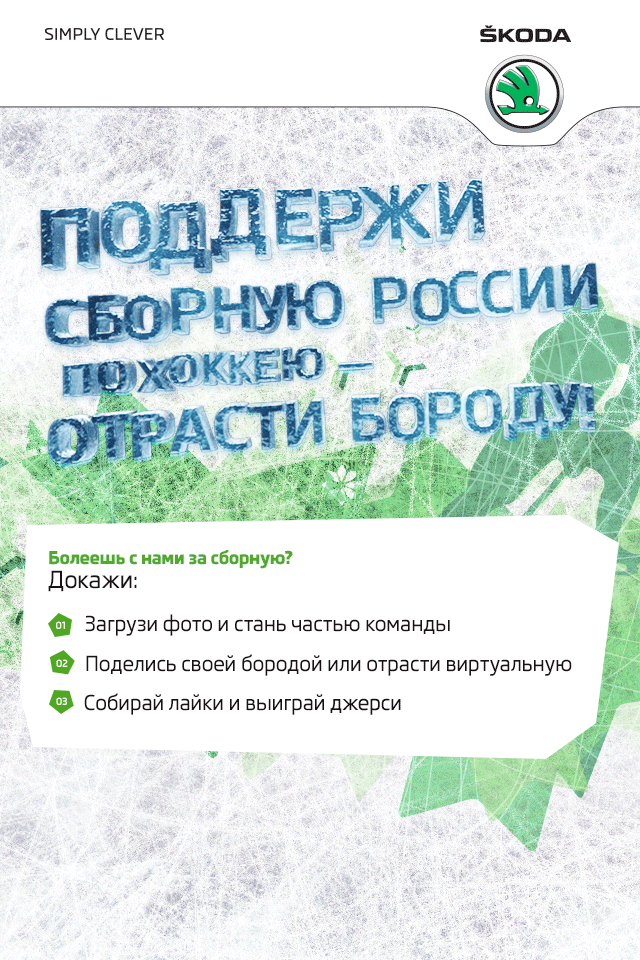 SIMPLY CLEVER
ŠKODA
ПОДДЕРЖИ
СБОРНУЮ РОССИИ
ПО ХОККЕЮ —
ОТРАСТИ БОРОДУ!
Болеешь с нами за сборную?
Докажи:
01 Загрузи фото и стань частью команды
02 Поделись своей бородой или отрасти виртуальную
03 Собирай лайки и выиграй джерси